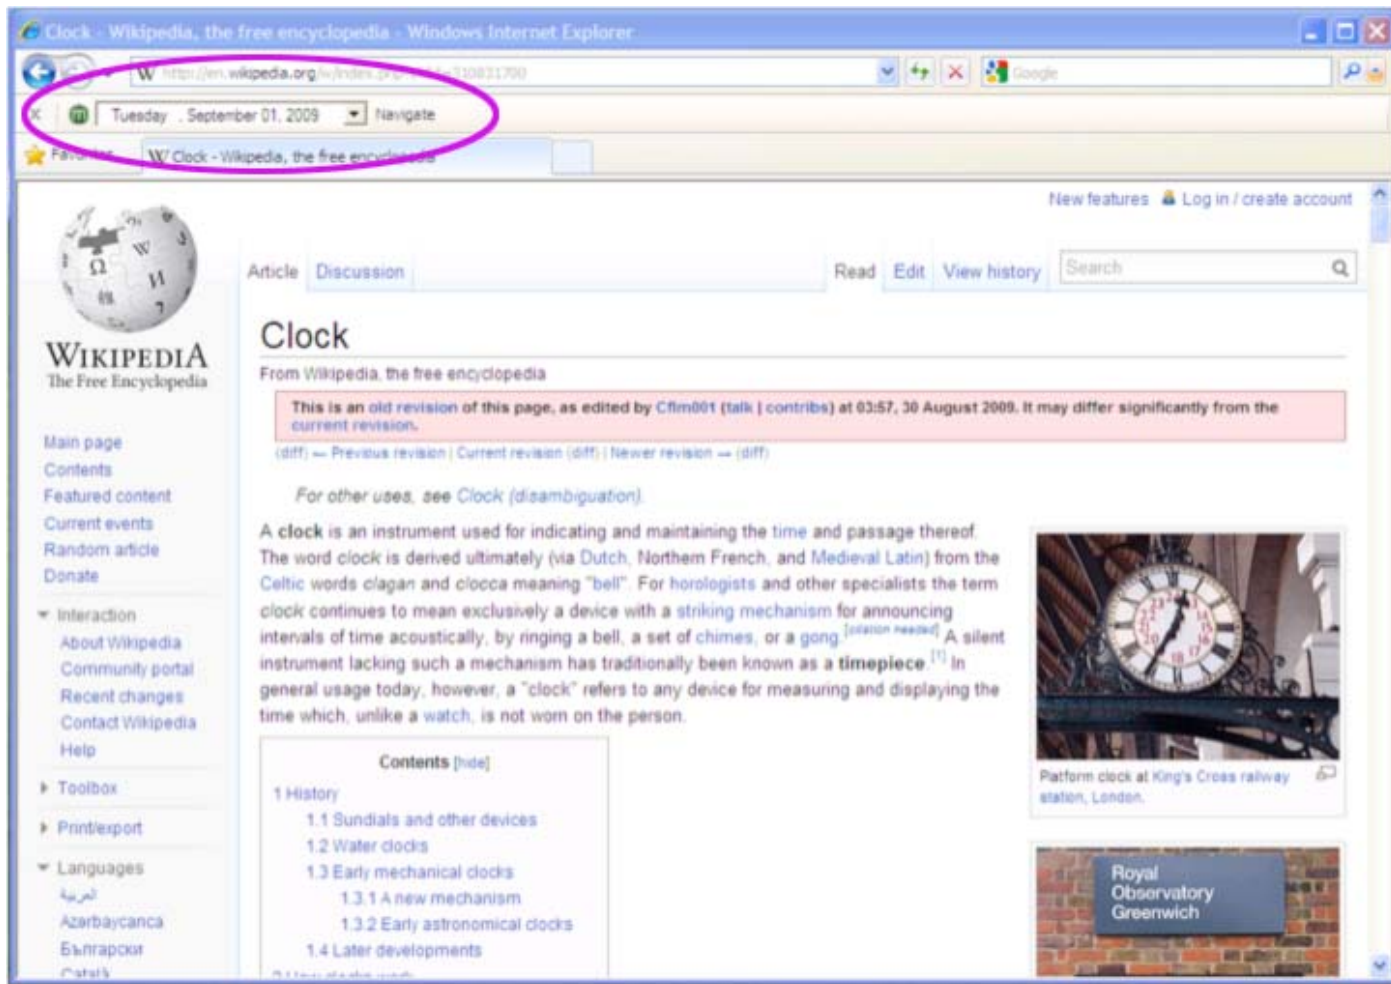 Clock - Wikipedia, the free encyclopedia - Windows Internet Explorer
W http://en.wikipedia.org/w/index.php
Google
x m Tuesday , September 01, 2009 Navigate
Favorites W Clock - Wikipedia, the free encyclopedia
New features Log in / create account
Article Discussion Read Edit View history Search
WIKIPEDIA
The Free Encyclopedia
Main page
Contents
Featured content
Current events
Random article
Donate
Interaction
About Wikipedia
Community portal
Recent changes
Contact Wikipedia
Help
Toolbox
Print/export
Languages
العربية
Azərbaycanca
Български
Català
Clock
From Wikipedia, the free encyclopedia
This is an old revision of this page, as edited by Cflm001 (talk | contribs) at 03:57, 30 August 2009. It may differ significantly from the
current revision.
(diff) ← Previous revision | Current revision (diff) | Newer revision → (diff)
For other uses, see Clock (disambiguation).
A clock is an instrument used for indicating and maintaining the time and passage thereof.
The word clock is derived ultimately (via Dutch, Northern French, and Medieval Latin) from the
Celtic words clagan and clocca meaning "bell". For horologists and other specialists the term
clock continues to mean exclusively a device with a striking mechanism for announcing
intervals of time acoustically, by ringing a bell, a set of chimes, or a gong.[citation needed] A silent
instrument lacking such a mechanism has traditionally been known as a timepiece.[1] In
general usage today, however, a "clock" refers to any device for measuring and displaying the
time which, unlike a watch, is not worn on the person.
Contents [hide]
1 History
1.1 Sundials and other devices
1.2 Water clocks
1.3 Early mechanical clocks
1.3.1 A new mechanism
1.3.2 Early astronomical clocks
1.4 Later developments
2 How clocks work
Platform clock at King's Cross railway
station, London.
Royal
Observatory
Greenwich